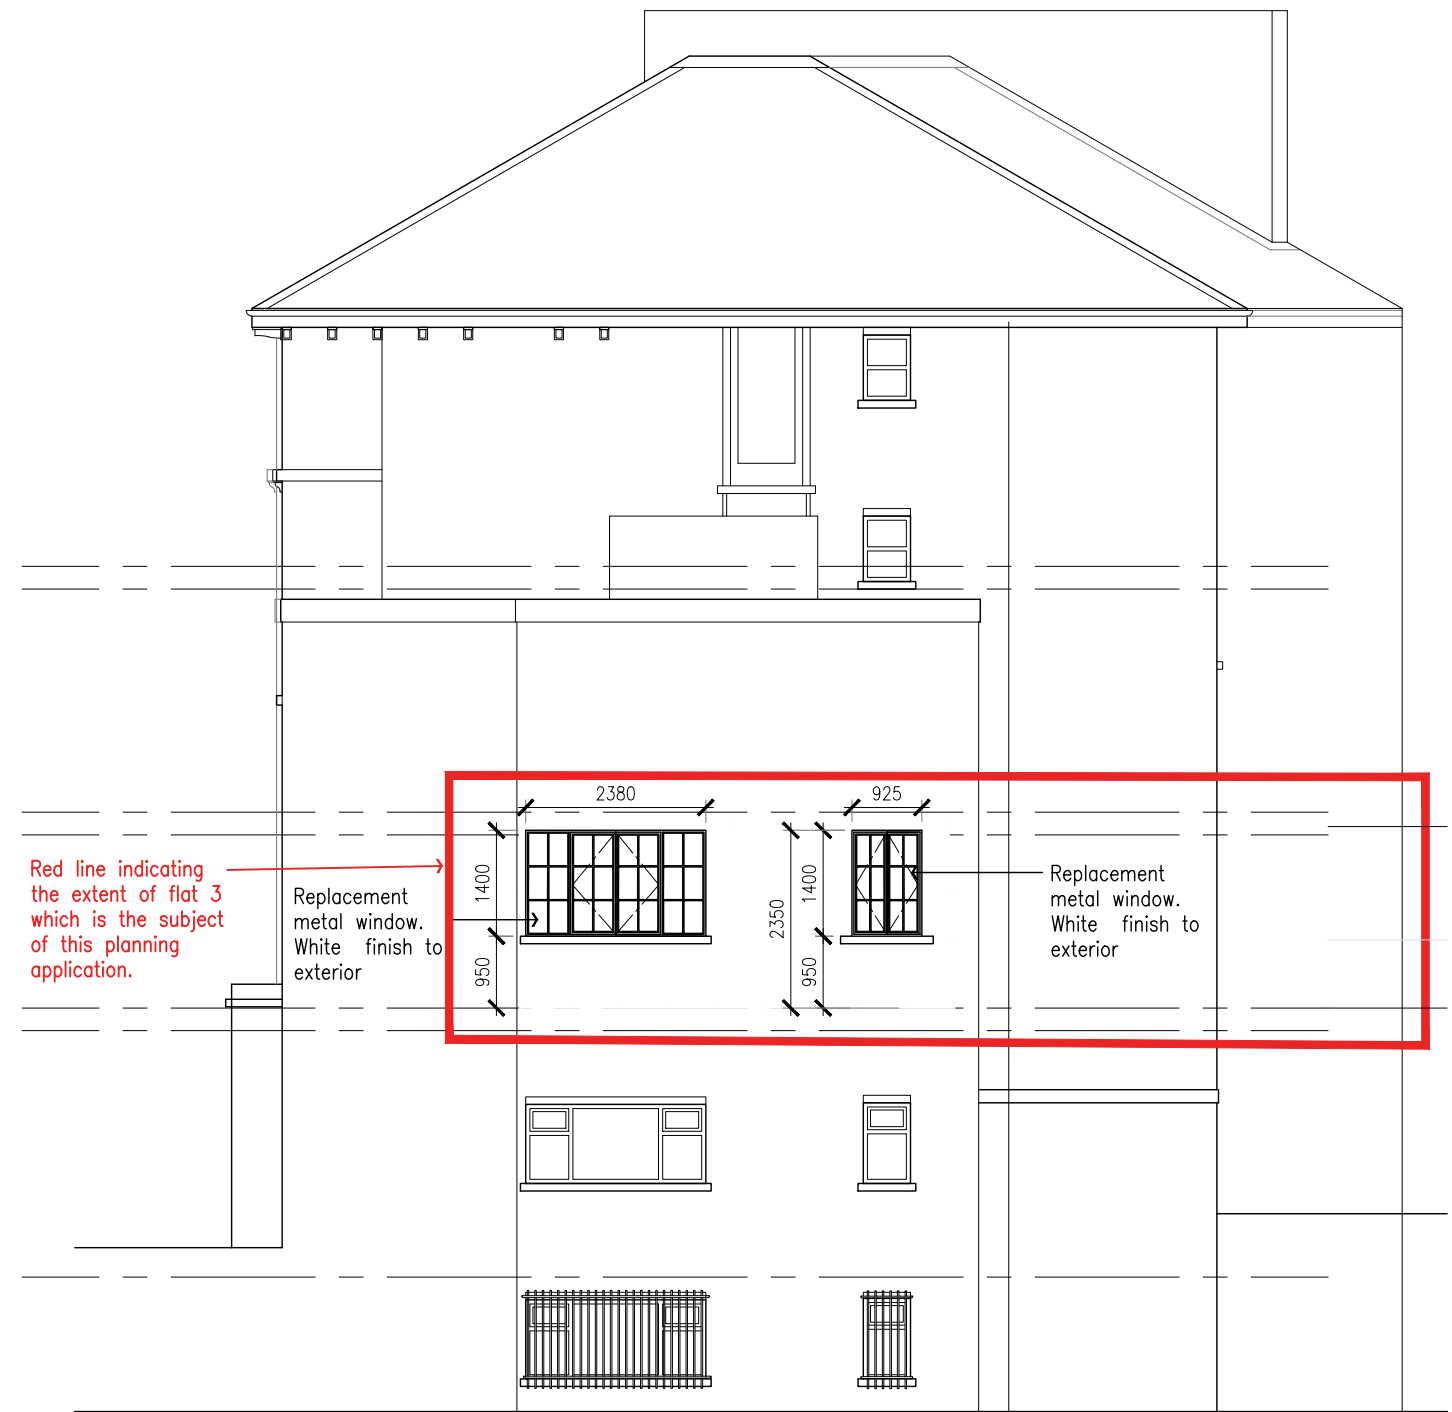 2380
925
Red line indicating
the extent of flat 3
which is the subject
of this planning
application.
Replacement
metal window.
White finish to
exterior
1400
950
2350
1400
950
Replacement
metal window.
White finish to
exterior